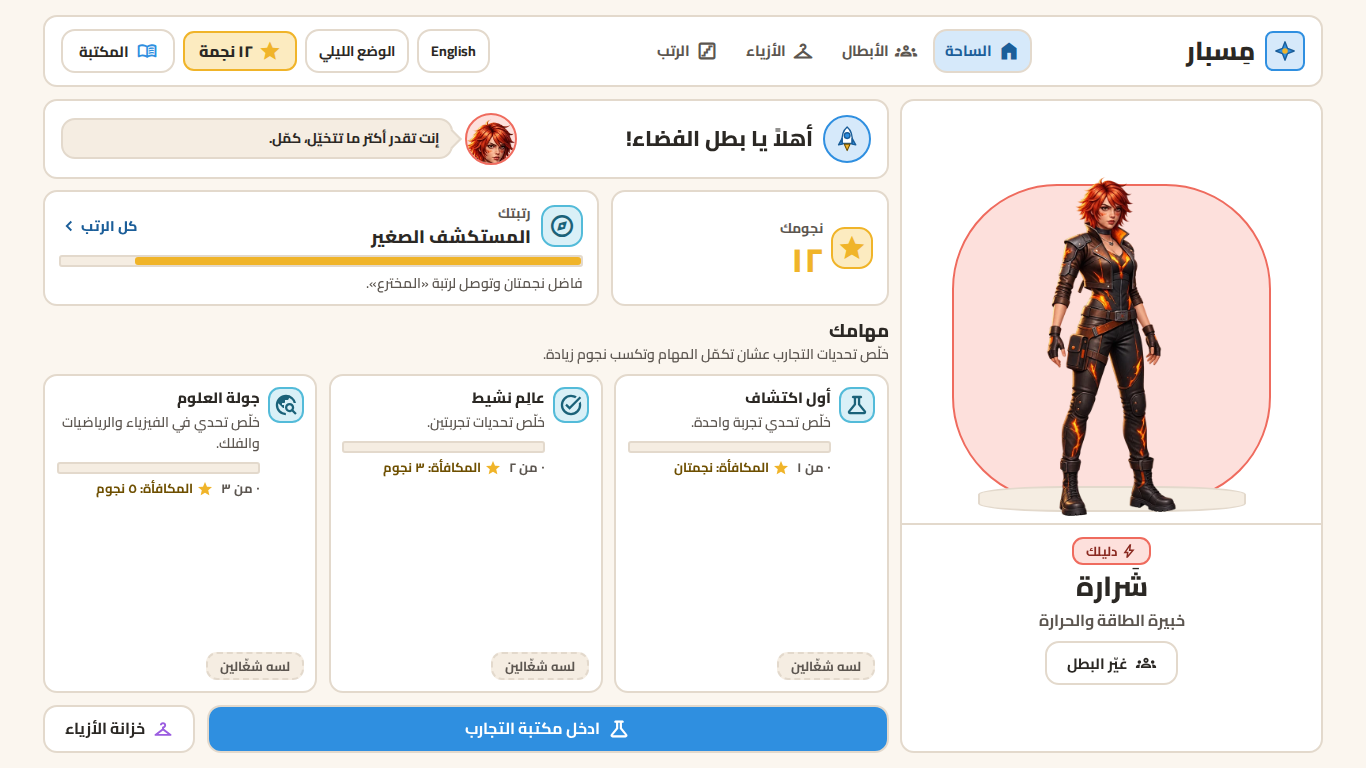 مِسبار
الساحة
الأبطال
الأزياء
الرتب
English
الوضع الليلي
١٢ نجمة
المكتبة
دليلك
شَرارة
خبيرة الطاقة والحرارة
غيّر البطل
أهلاً يا بطل الفضاء!
إنت تقدر أكتر ما تتخيّل، كمّل.
نجومك
١٢
رتبتك
المستكشف الصغير
كل الرتب
فاضل نجمتان وتوصل لرتبة «المخترع».
مهامك
خلّص تحديات التجارب عشان تكمّل المهام وتكسب نجوم زيادة.
أول اكتشاف
خلّص تحدي تجربة واحدة.
٠ من ١
المكافأة: نجمتان
لسه شغّالين
عالِم نشيط
خلّص تحديات تجربتين.
٠ من ٢
المكافأة: ٣ نجوم
لسه شغّالين
جولة العلوم
خلّص تحدي في الفيزياء والرياضيات
والفلك.
٠ من ٣
المكافأة: ٥ نجوم
لسه شغّالين
ادخل مكتبة التجارب
خزانة الأزياء